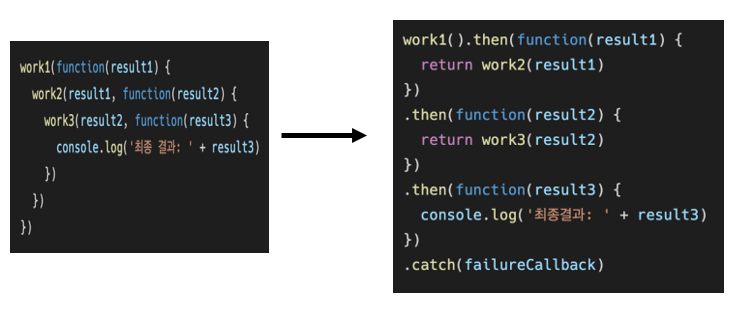 work1(function(result1) {
  work2(result1, function(result2) {
    work3(result2, function(result3) {
      console.log('최종 결과: ' + result3)
    })
  })
})
work1().then(function(result1) {
  return work2(result1)
})
.then(function(result2) {
  return work3(result2)
})
.then(function(result3) {
  console.log('최종결과: ' + result3)
})
.catch(failureCallback)